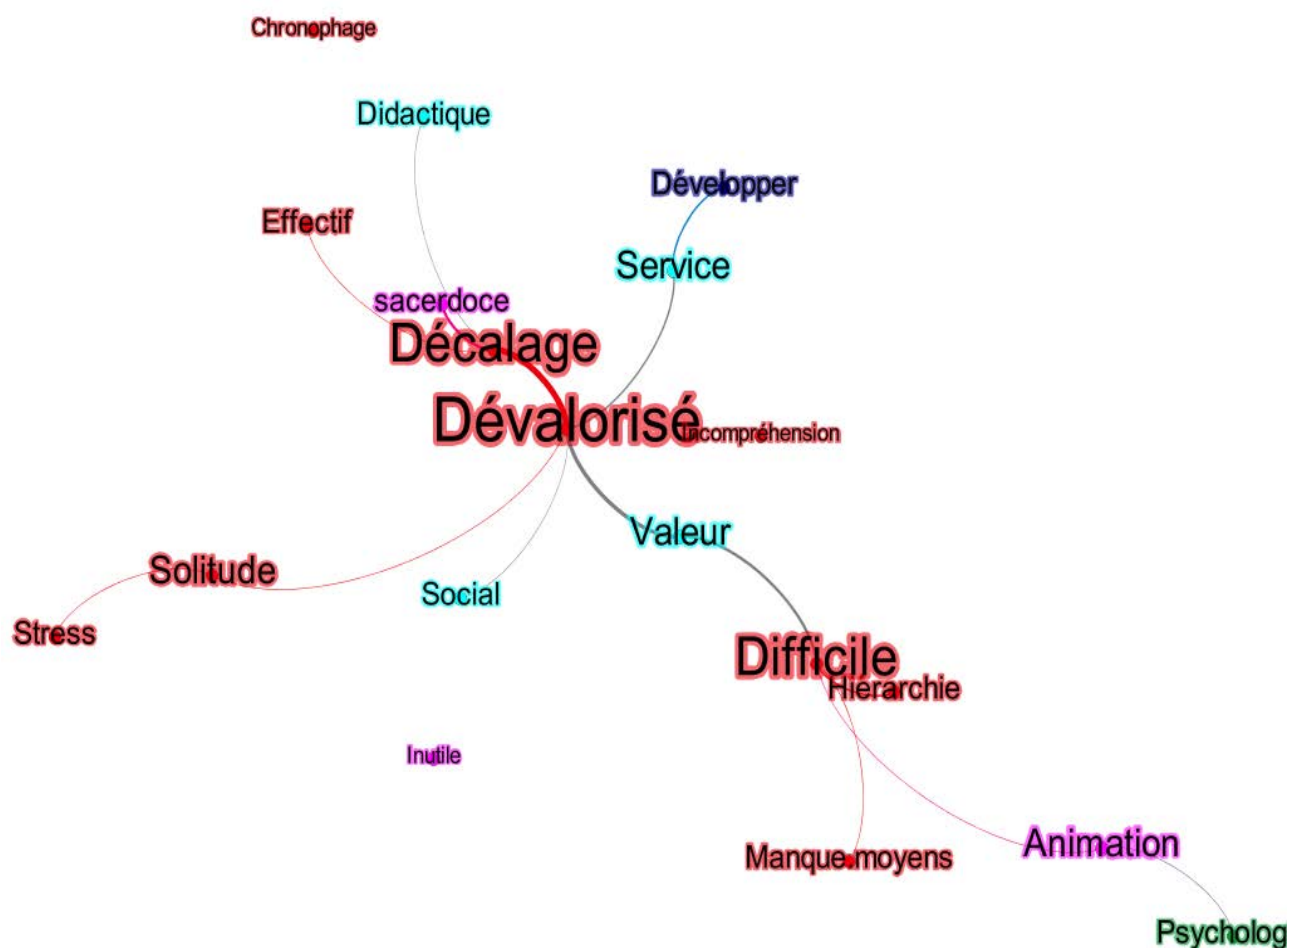 Chronophage
Didactique
Développer
Effectif
Service
sacerdoce
Décalage
Dévalorisé
Incompréhension
Valeur
Solitude
Social
Stress
Difficile
Hiérarchie
Inutile
Animation
Manque moyens
Psycholog